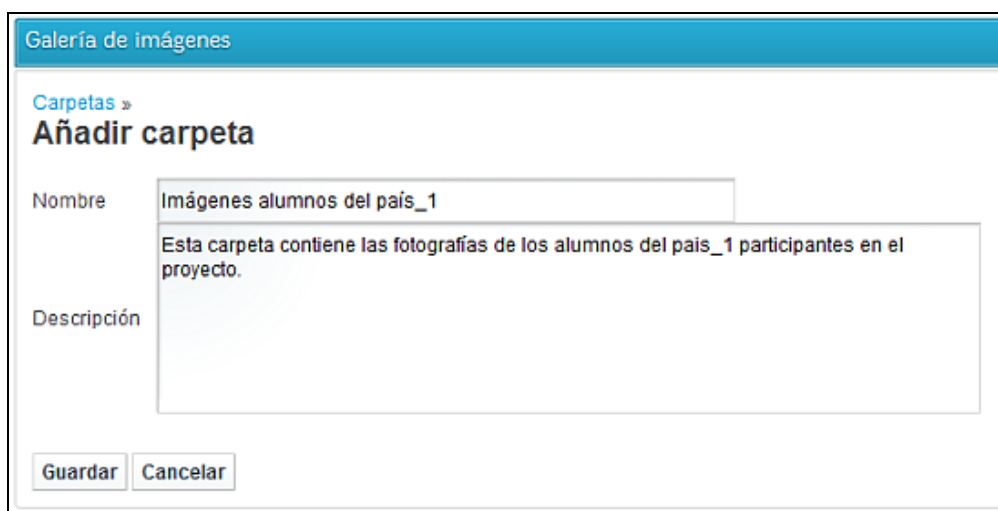 Galería de imágenes
Carpetas »
Añadir carpeta
Nombre
Imágenes alumnos del país_1
Esta carpeta contiene las fotografías de los alumnos del pais_1 participantes en el
proyecto.
Descripción
Guardar Cancelar